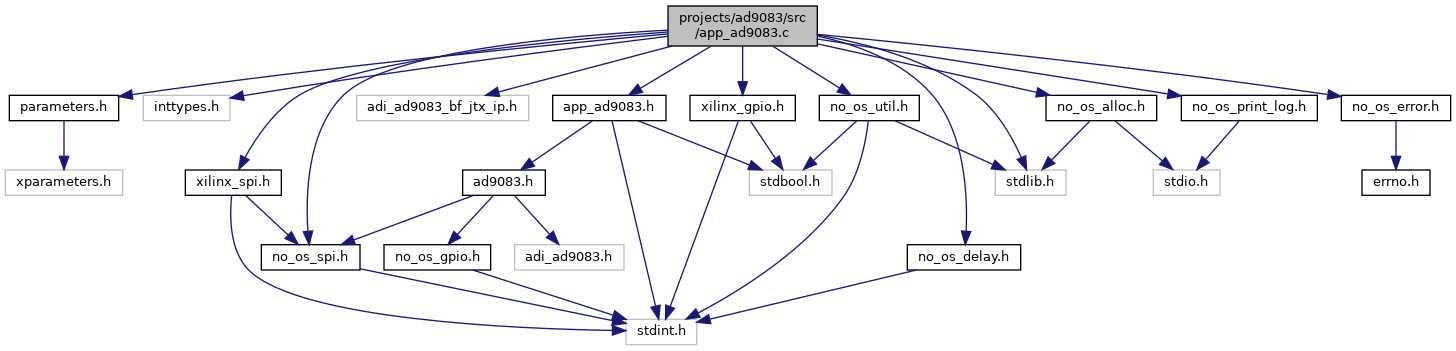 projects/ad9083/src
/app_ad9083.c
parameters.h
inttypes.h
adi_ad9083_bf_jtx_ip.h
app_ad9083.h
xilinx_gpio.h
no_os_util.h
no_os_alloc.h
no_os_print_log.h
no_os_error.h
xparameters.h
xilinx_spi.h
ad9083.h
stdbool.h
stdlib.h
stdio.h
errno.h
no_os_spi.h
no_os_gpio.h
adi_ad9083.h
no_os_delay.h
stdint.h